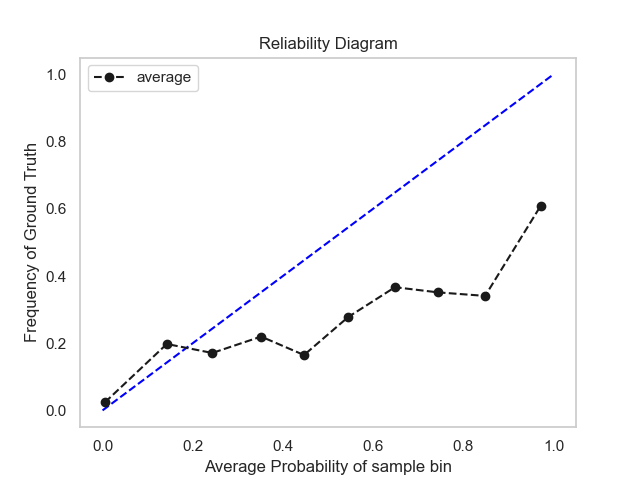 Reliability Diagram
average
Frequency of Ground Truth
1.0
0.8
0.6
0.4
0.2
0.0
0.0 0.2 0.4 0.6 0.8 1.0
Average Probability of sample bin